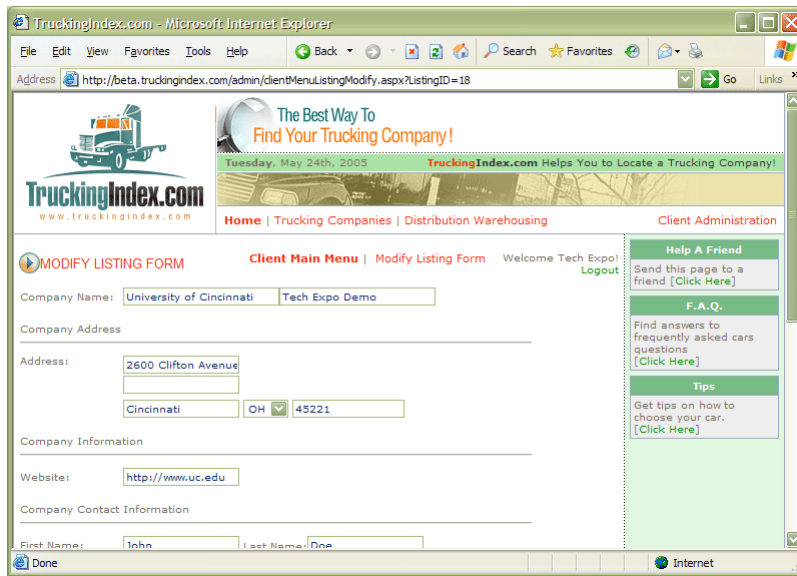 TruckingIndex.com - Microsoft Internet Explorer
File Edit View Favorites Tools Help Back Search Favorites
Address http://beta.truckingindex.com/admin/clientMenuListingModify.aspx?ListingID=18 Go Links »
The Best Way To
Find Your Trucking Company!
Tuesday, May 24th, 2005 TruckingIndex.com Helps You to Locate a Trucking Company!
TruckingIndex.com
www.truckingindex.com
Home | Trucking Companies | Distribution Warehousing Client Administration
MODIFY LISTING FORM Client Main Menu | Modify Listing Form Welcome Tech Expo!
Logout
Company Name: University of Cincinnati Tech Expo Demo
Company Address
Address: 2600 Clifton Avenue
Cincinnati OH 45221
Company Information
Website: http://www.uc.edu
Company Contact Information
First Name: John Last Name: Doe
Help A Friend
Send this page to a
friend [Click Here]
F.A.Q.
Find answers to
frequently asked cars
questions
[Click Here]
Tips
Get tips on how to
choose your car.
[Click Here]
Done Internet